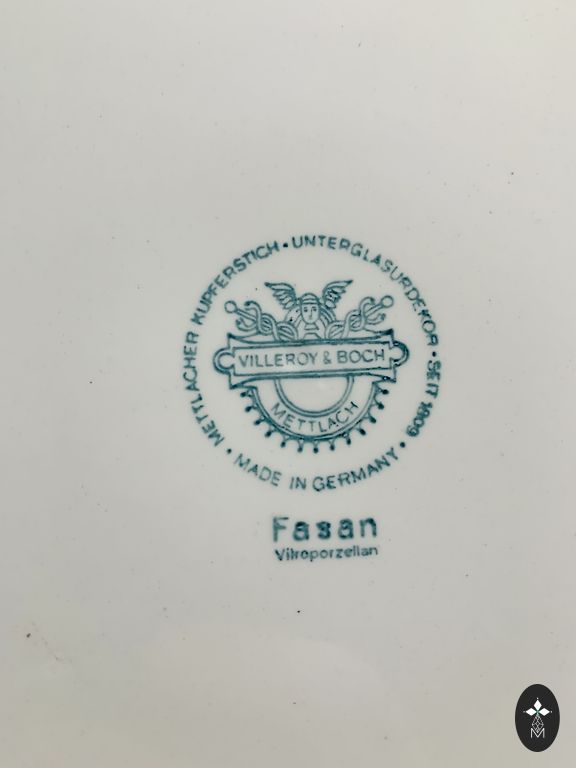 METTLACHER KUPFERSTICH • UNTERGLASURDEKOR • SEIT 1809 •
VILLEROY & BOCH
METTLACH
MADE IN GERMANY •
Fasan
Vitroporzellan
M